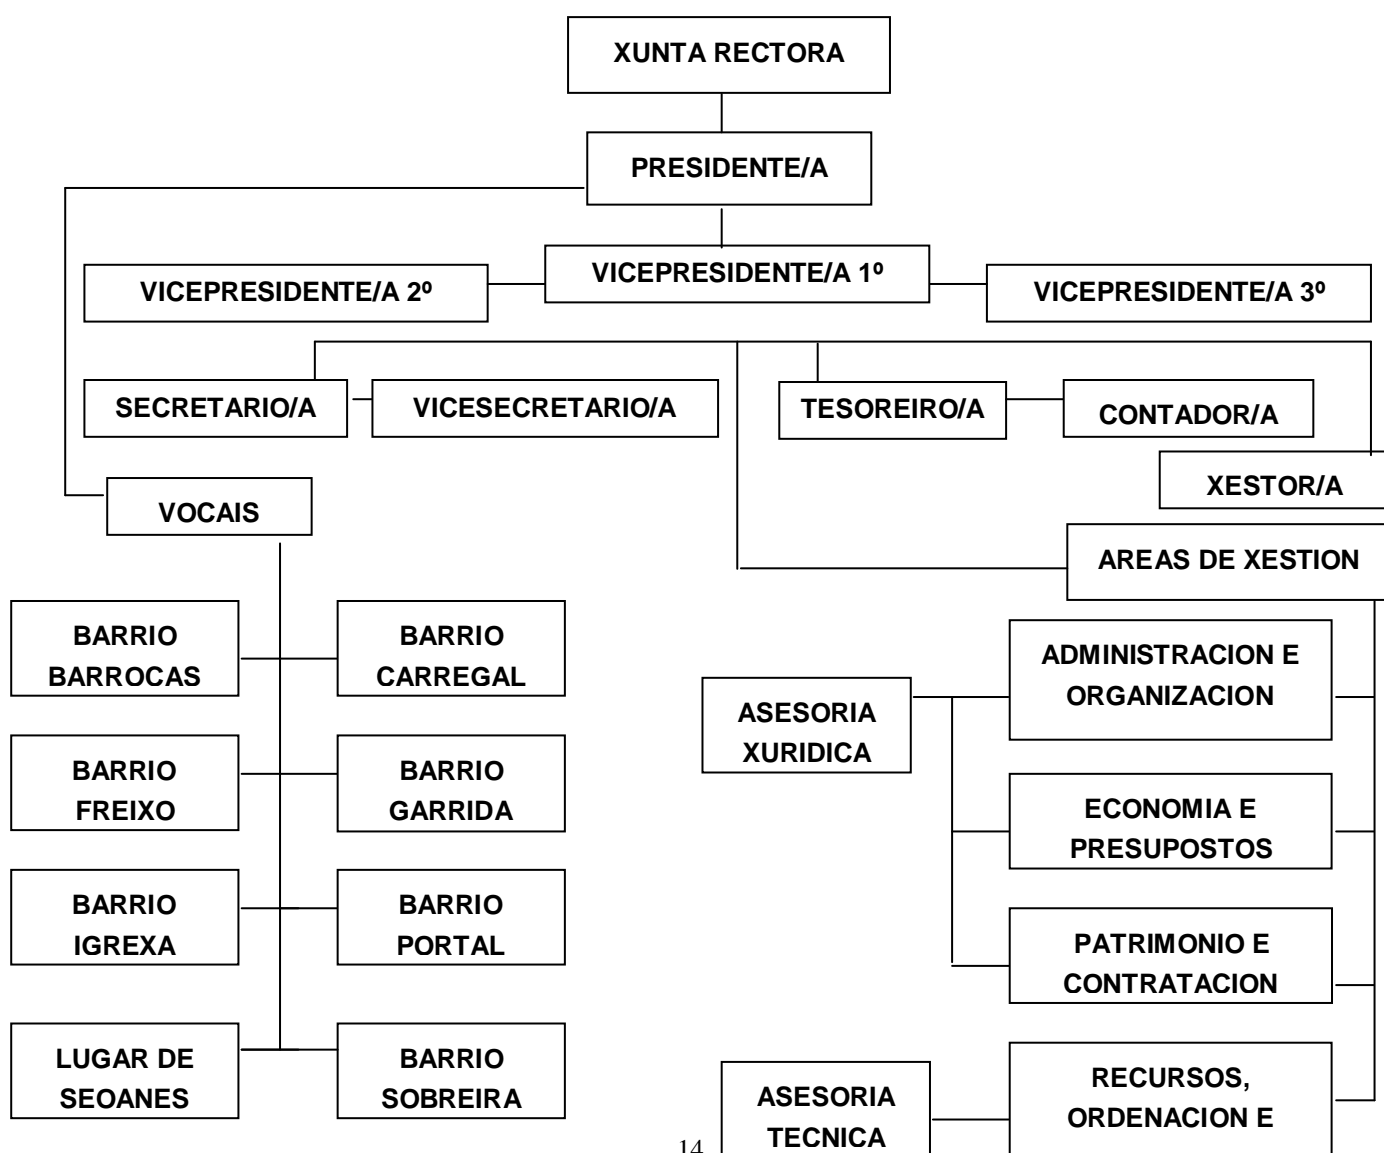 XUNTA RECTORA
PRESIDENTE/A
VICEPRESIDENTE/A 1º
VICEPRESIDENTE/A 2º
VICEPRESIDENTE/A 3º
SECRETARIO/A
VICESECRETARIO/A
TESOREIRO/A
CONTADOR/A
XESTOR/A
VOCAIS
AREAS DE XESTION
BARRIO
BARROCAS
BARRIO
CARREGAL
ADMINISTRACION E
ORGANIZACION
ASESORIA
XURIDICA
BARRIO
FREIXO
BARRIO
GARRIDA
ECONOMIA E
PRESUPOSTOS
BARRIO
IGREXA
BARRIO
PORTAL
PATRIMONIO E
CONTRATACION
LUGAR DE
SEOANES
BARRIO
SOBREIRA
ASESORIA
TECNICA
RECURSOS,
ORDENACION E
14